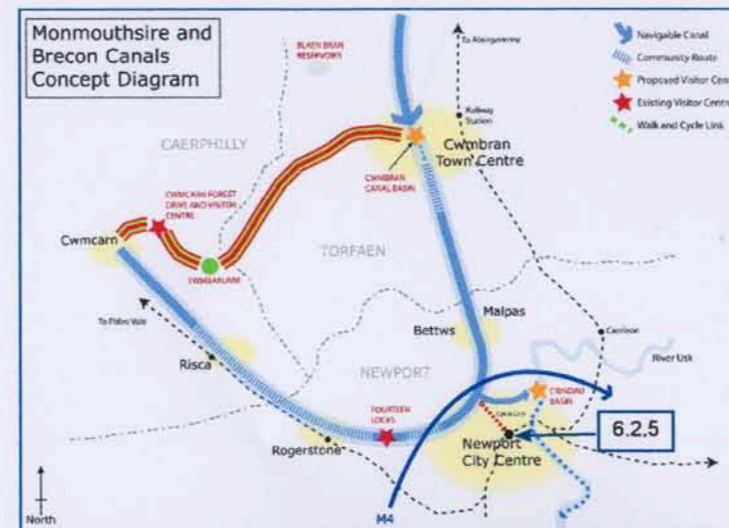 Monmouthsire and
Brecon Canals
Concept Diagram
BLAEN BRAN
RESERVOIRS
To Abergavenny
Navigable Canal
Community Route
Proposed Visitor Cent
Existing Visitor Centre
Walk and Cycle Link
Railway
Station
Cwmbran
Town Centre
CAERPHILLY
CWMBRAN
CANAL BASIN
CWMCARN FOREST
DRIVE AND VISITOR
CENTRE
Cwmcarn
TORFAEN
To Ebbw Vale
Malpas
Bettws
Risca
Caerleon
River Usk
NEWPORT
CRINDAU
BASIN
FOURTEEN
LOCKS
Rogerstone
Newport
City Centre
6.2.5
North
M4